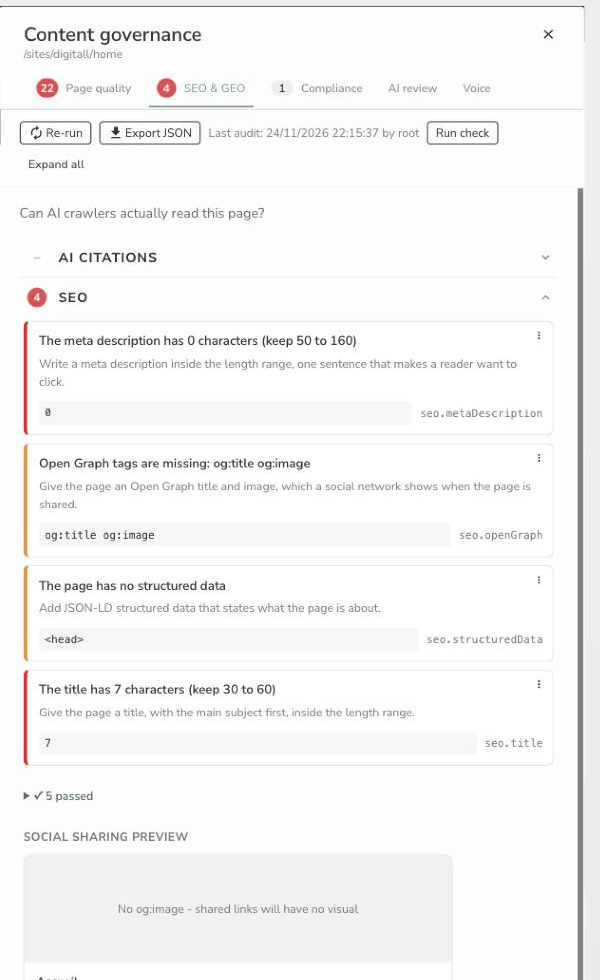 Content governance
/sites/digitall/home
22 Page quality 4 SEO & GEO 1 Compliance AI review Voice
Re-run Export JSON Last audit: 24/11/2026 22:15:37 by root Run check
Expand all
Can AI crawlers actually read this page?
– AI CITATIONS
4 SEO
The meta description has 0 characters (keep 50 to 160)
Write a meta description inside the length range, one sentence that makes a reader want to
click.
0 seo.metaDescription
Open Graph tags are missing: og:title og:image
Give the page an Open Graph title and image, which a social network shows when the page is
shared.
og:title og:image seo.openGraph
The page has no structured data
Add JSON-LD structured data that states what the page is about.
<head> seo.structuredData
The title has 7 characters (keep 30 to 60)
Give the page a title, with the main subject first, inside the length range.
7 seo.title
✓ 5 passed
SOCIAL SHARING PREVIEW
No og:image - shared links will have no visual